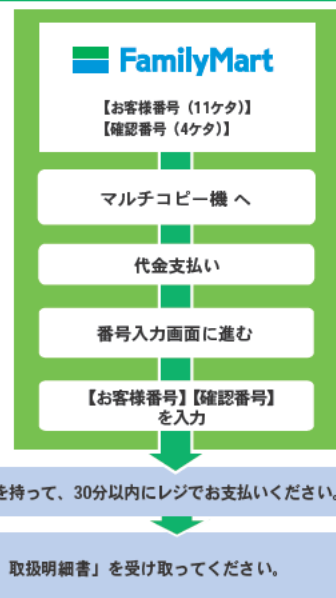 FamilyMart
【お客様番号（11ケタ）】
【確認番号（4ケタ）】
マルチコピー機 へ
代金支払い
番号入力画面に進む
【お客様番号】【確認番号】
を入力
を持って、30分以内にレジでお支払いください。
取扱明細書」を受け取ってください。